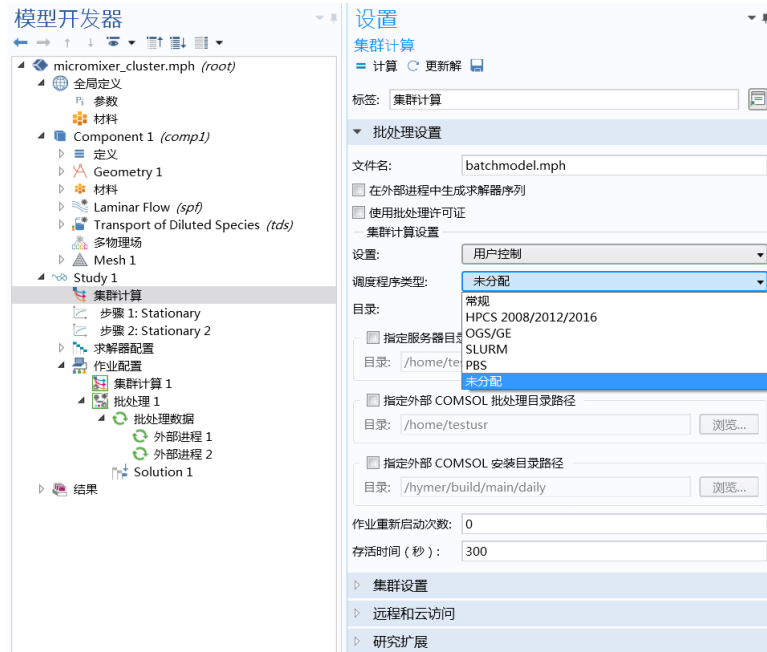 模型开发器
micromixer_cluster.mph (root)
全局定义
Pi 参数
材料
Component 1 (comp1)
定义
Geometry 1
材料
Laminar Flow (spf)
Transport of Diluted Species (tds)
多物理场
Mesh 1
Study 1
集群计算
步骤 1: Stationary
步骤 2: Stationary 2
求解器配置
作业配置
集群计算 1
批处理 1
批处理数据
外部进程 1
外部进程 2
Solution 1
结果
设置
集群计算
计算 更新解
标签: 集群计算
批处理设置
文件名: batchmodel.mph
在外部进程中生成求解器序列
使用批处理许可证
集群计算设置
设置: 用户控制
调度程序类型: 未分配
常规
目录: HPCS 2008/2012/2016
OGS/GE
指定服务器目
SLURM
目录: /home/te
PBS
未分配
指定外部 COMSOL 批处理目录路径
目录: /home/testusr 浏览...
指定外部 COMSOL 安装目录路径
目录: /hymer/build/main/daily 浏览...
作业重新启动次数: 0
存活时间（秒）: 300
集群设置
远程和云访问
研究扩展